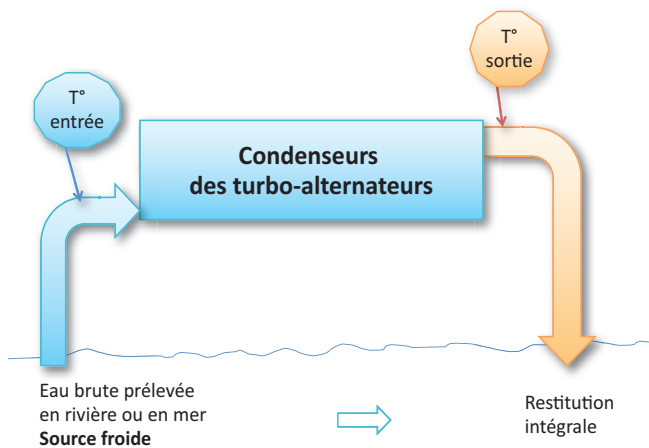 T°
sortie
T°
entrée
Condenseurs
des turbo-alternateurs
Eau brute prélevée
en rivière ou en mer
Source froide
Restitution
intégrale